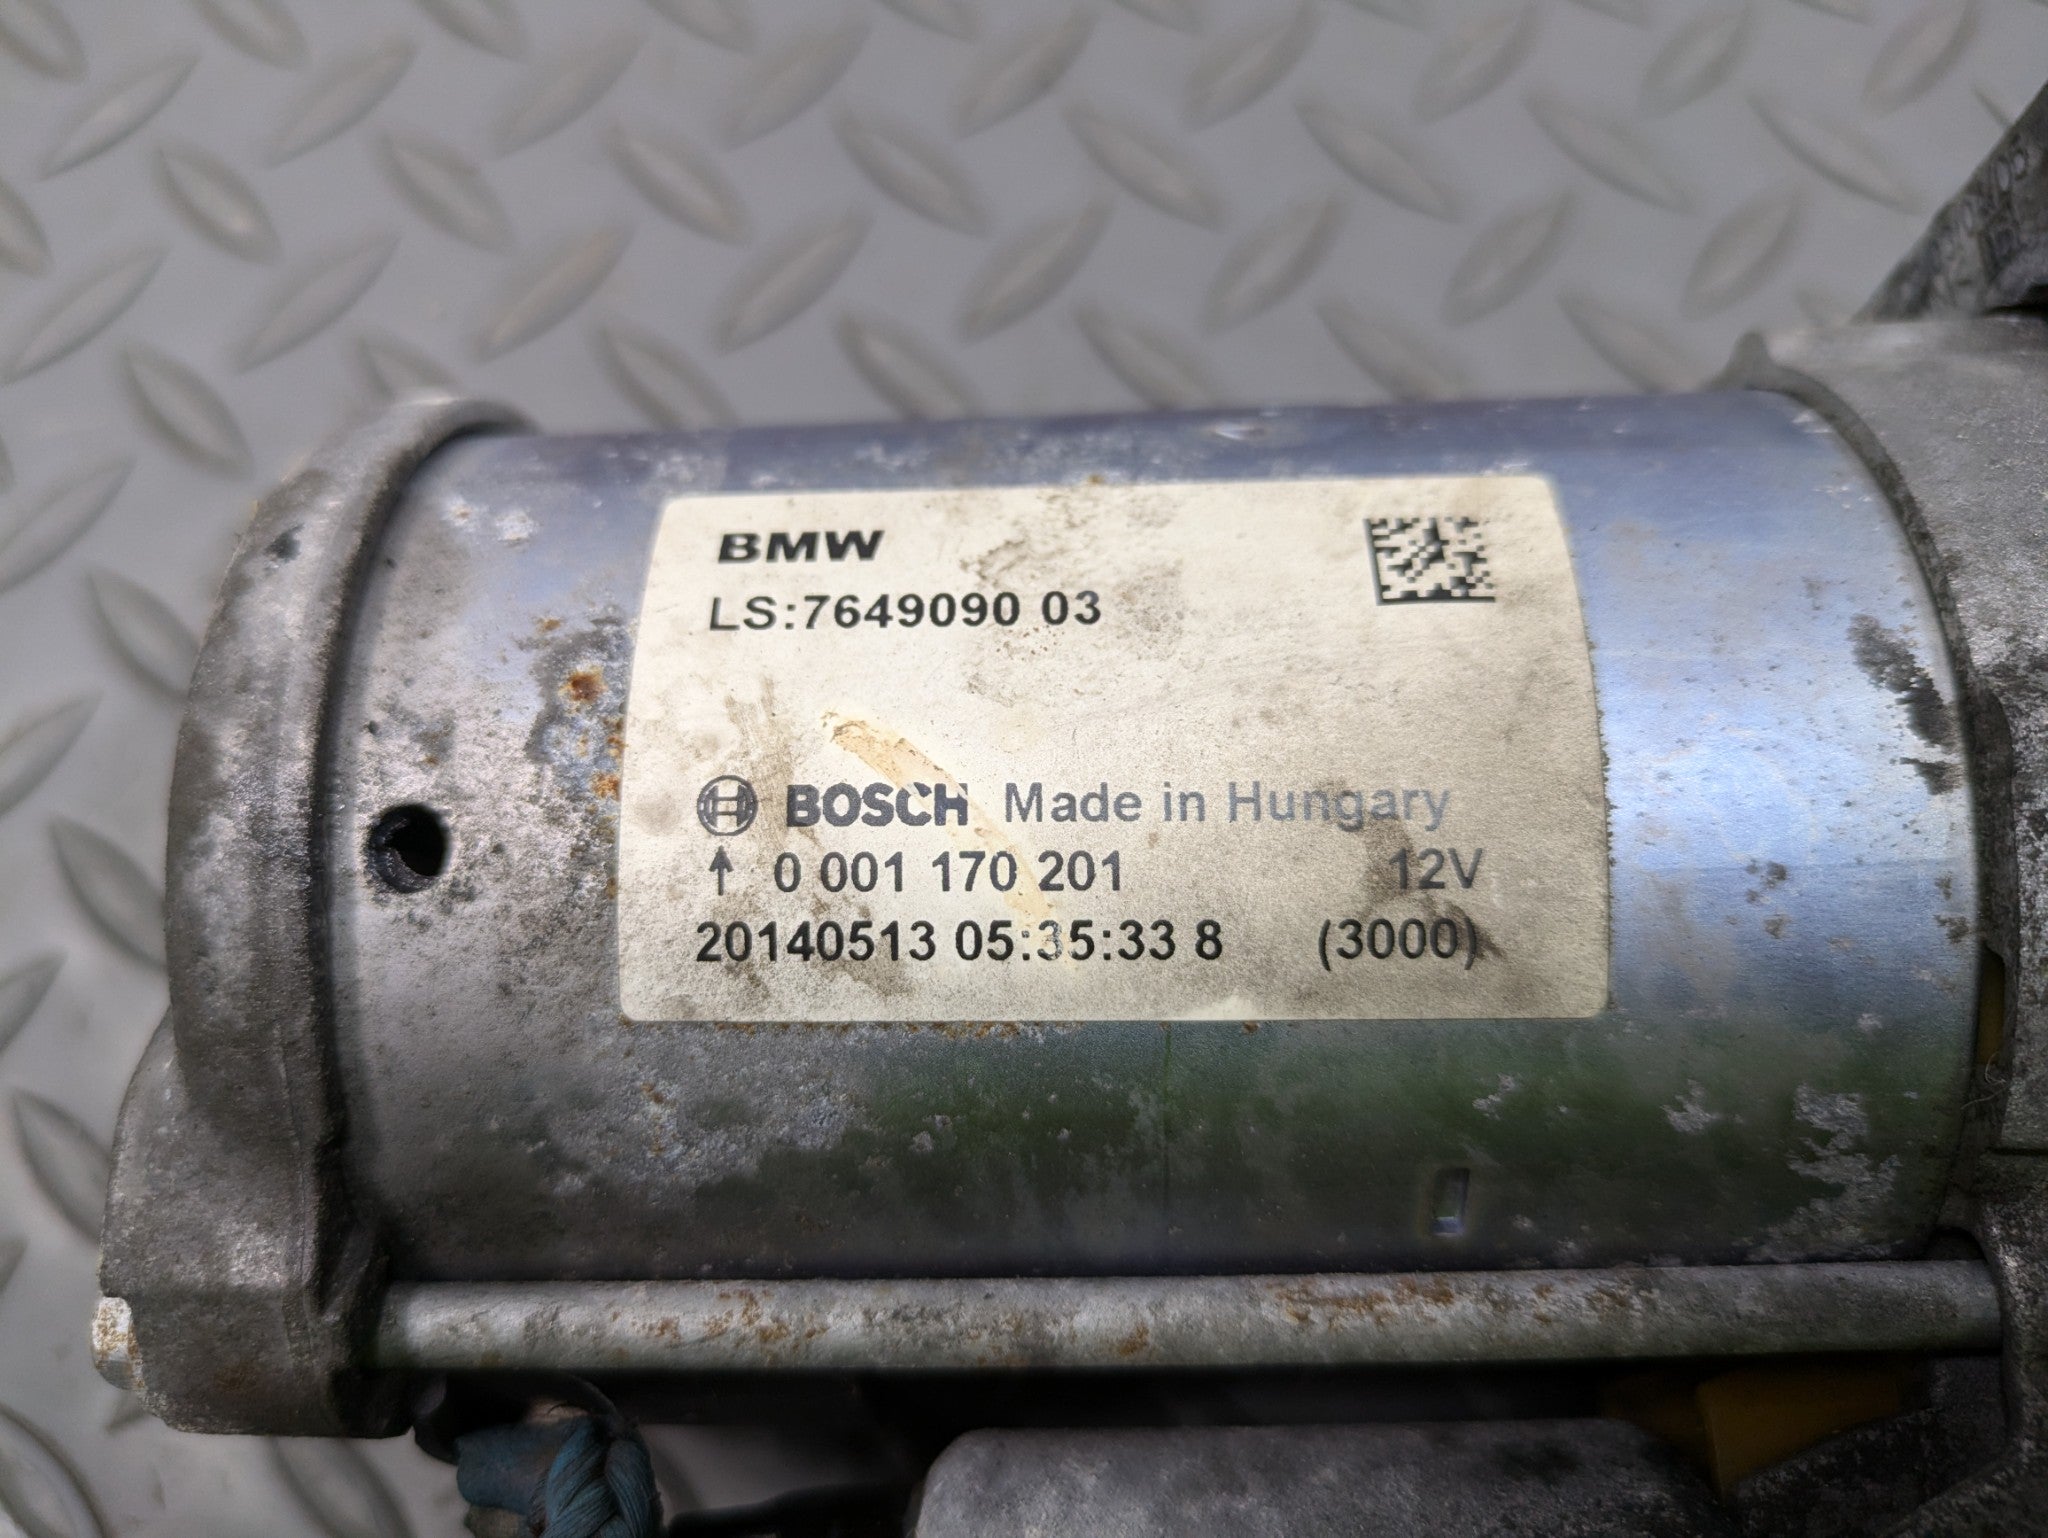 BMW
LS:7649090 03
BOSCH Made in Hungary
↑ 0 001 170 201 12V
20140513 05:35:33 8 (3000)